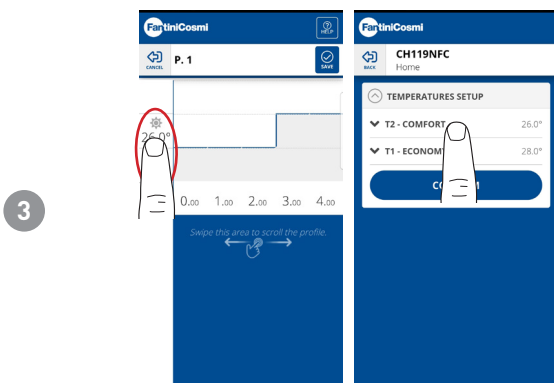 3
FantiniCosmi
HELP
CANCEL
P. 1
SAVE
26.0°
0.00 1.00 2.00 3.00 4.00
Swipe this area to scroll the profile.
FantiniCosmi
BACK
CH119NFC
Home
TEMPERATURES SETUP
T2 - COMFORT 26.0°
T1 - ECONOM 28.0°
CO M